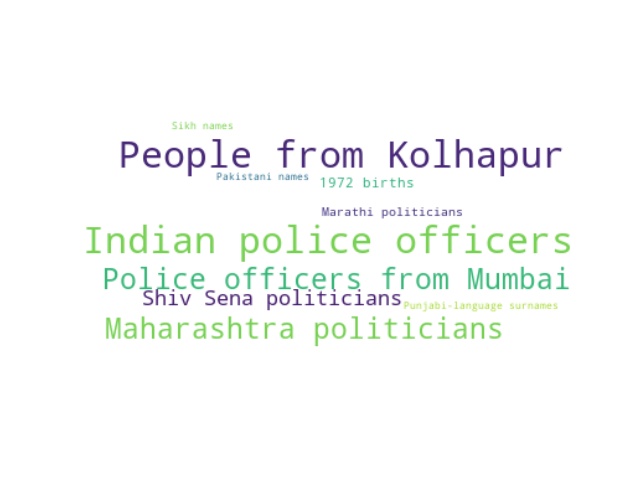 Sikh names
People from Kolhapur
Pakistani names
1972 births
Marathi politicians
Indian police officers
Police officers from Mumbai
Shiv Sena politicians
Punjabi-language surnames
Maharashtra politicians